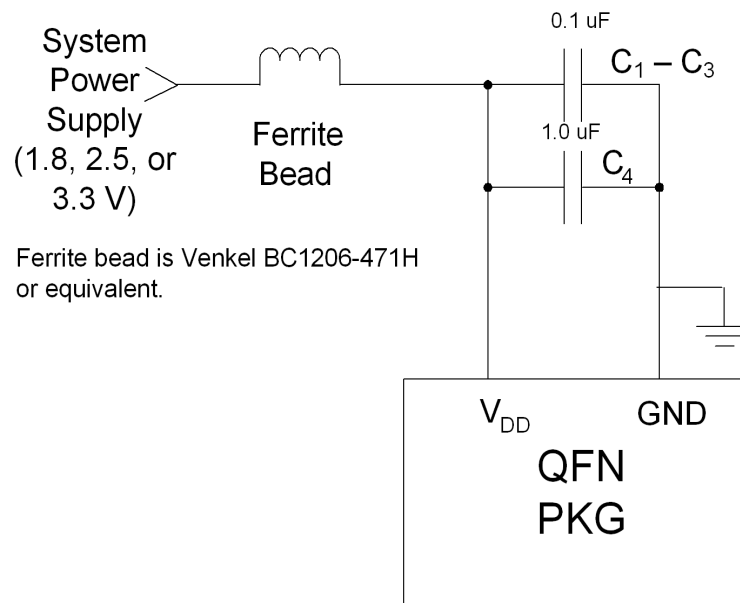 System
Power
Supply
(1.8, 2.5, or
3.3 V)
Ferrite
Bead
0.1 uF
C1 – C3
1.0 uF
C4
Ferrite bead is Venkel BC1206-471H
or equivalent.
VDD
GND
QFN
PKG